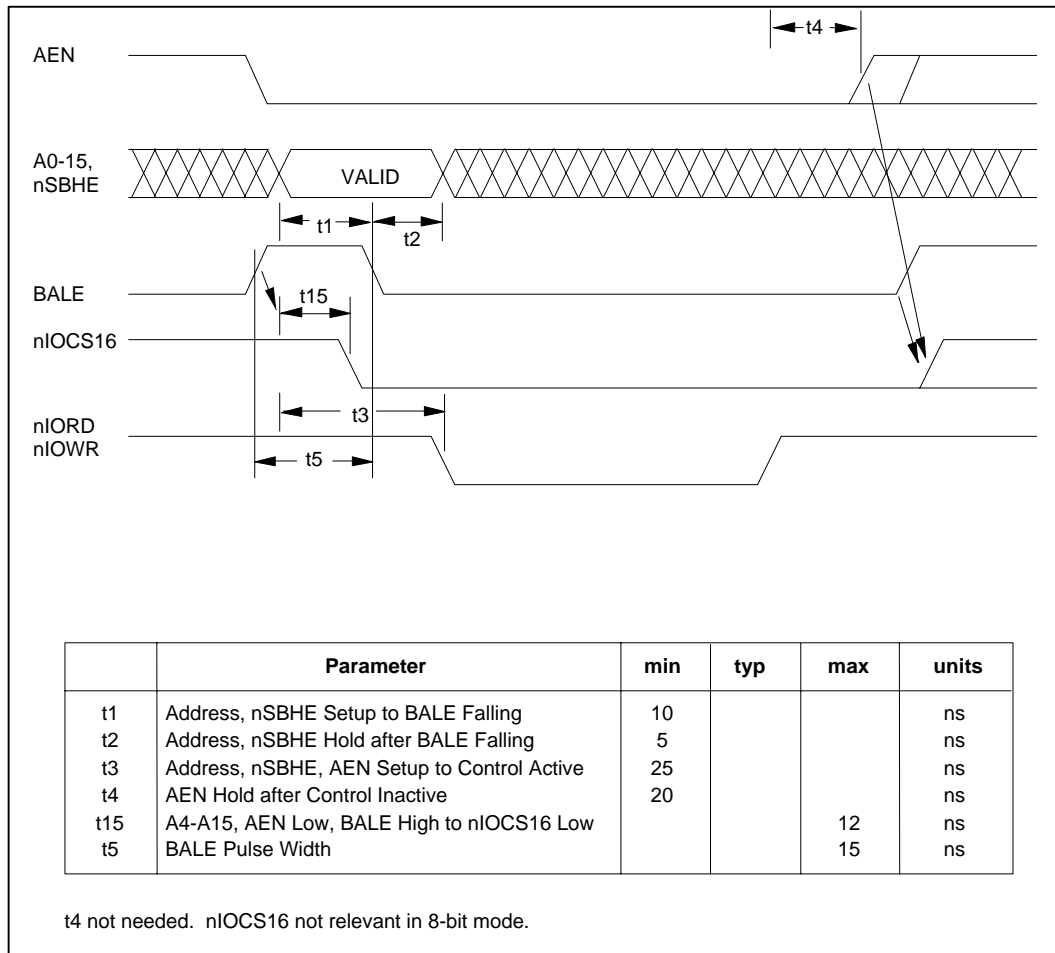 t4
AEN
A0-15,
nSBHE
VALID
t1
t2
BALE
t15
nIOCS16
t3
nIORD
nIOWR
t5
Parameter min typ max units
t1 Address, nSBHE Setup to BALE Falling 10 ns
t2 Address, nSBHE Hold after BALE Falling 5 ns
t3 Address, nSBHE, AEN Setup to Control Active 25 ns
t4 AEN Hold after Control Inactive 20 ns
t15 A4-A15, AEN Low, BALE High to nIOCS16 Low 12 ns
t5 BALE Pulse Width 15 ns
t4 not needed. nIOCS16 not relevant in 8-bit mode.